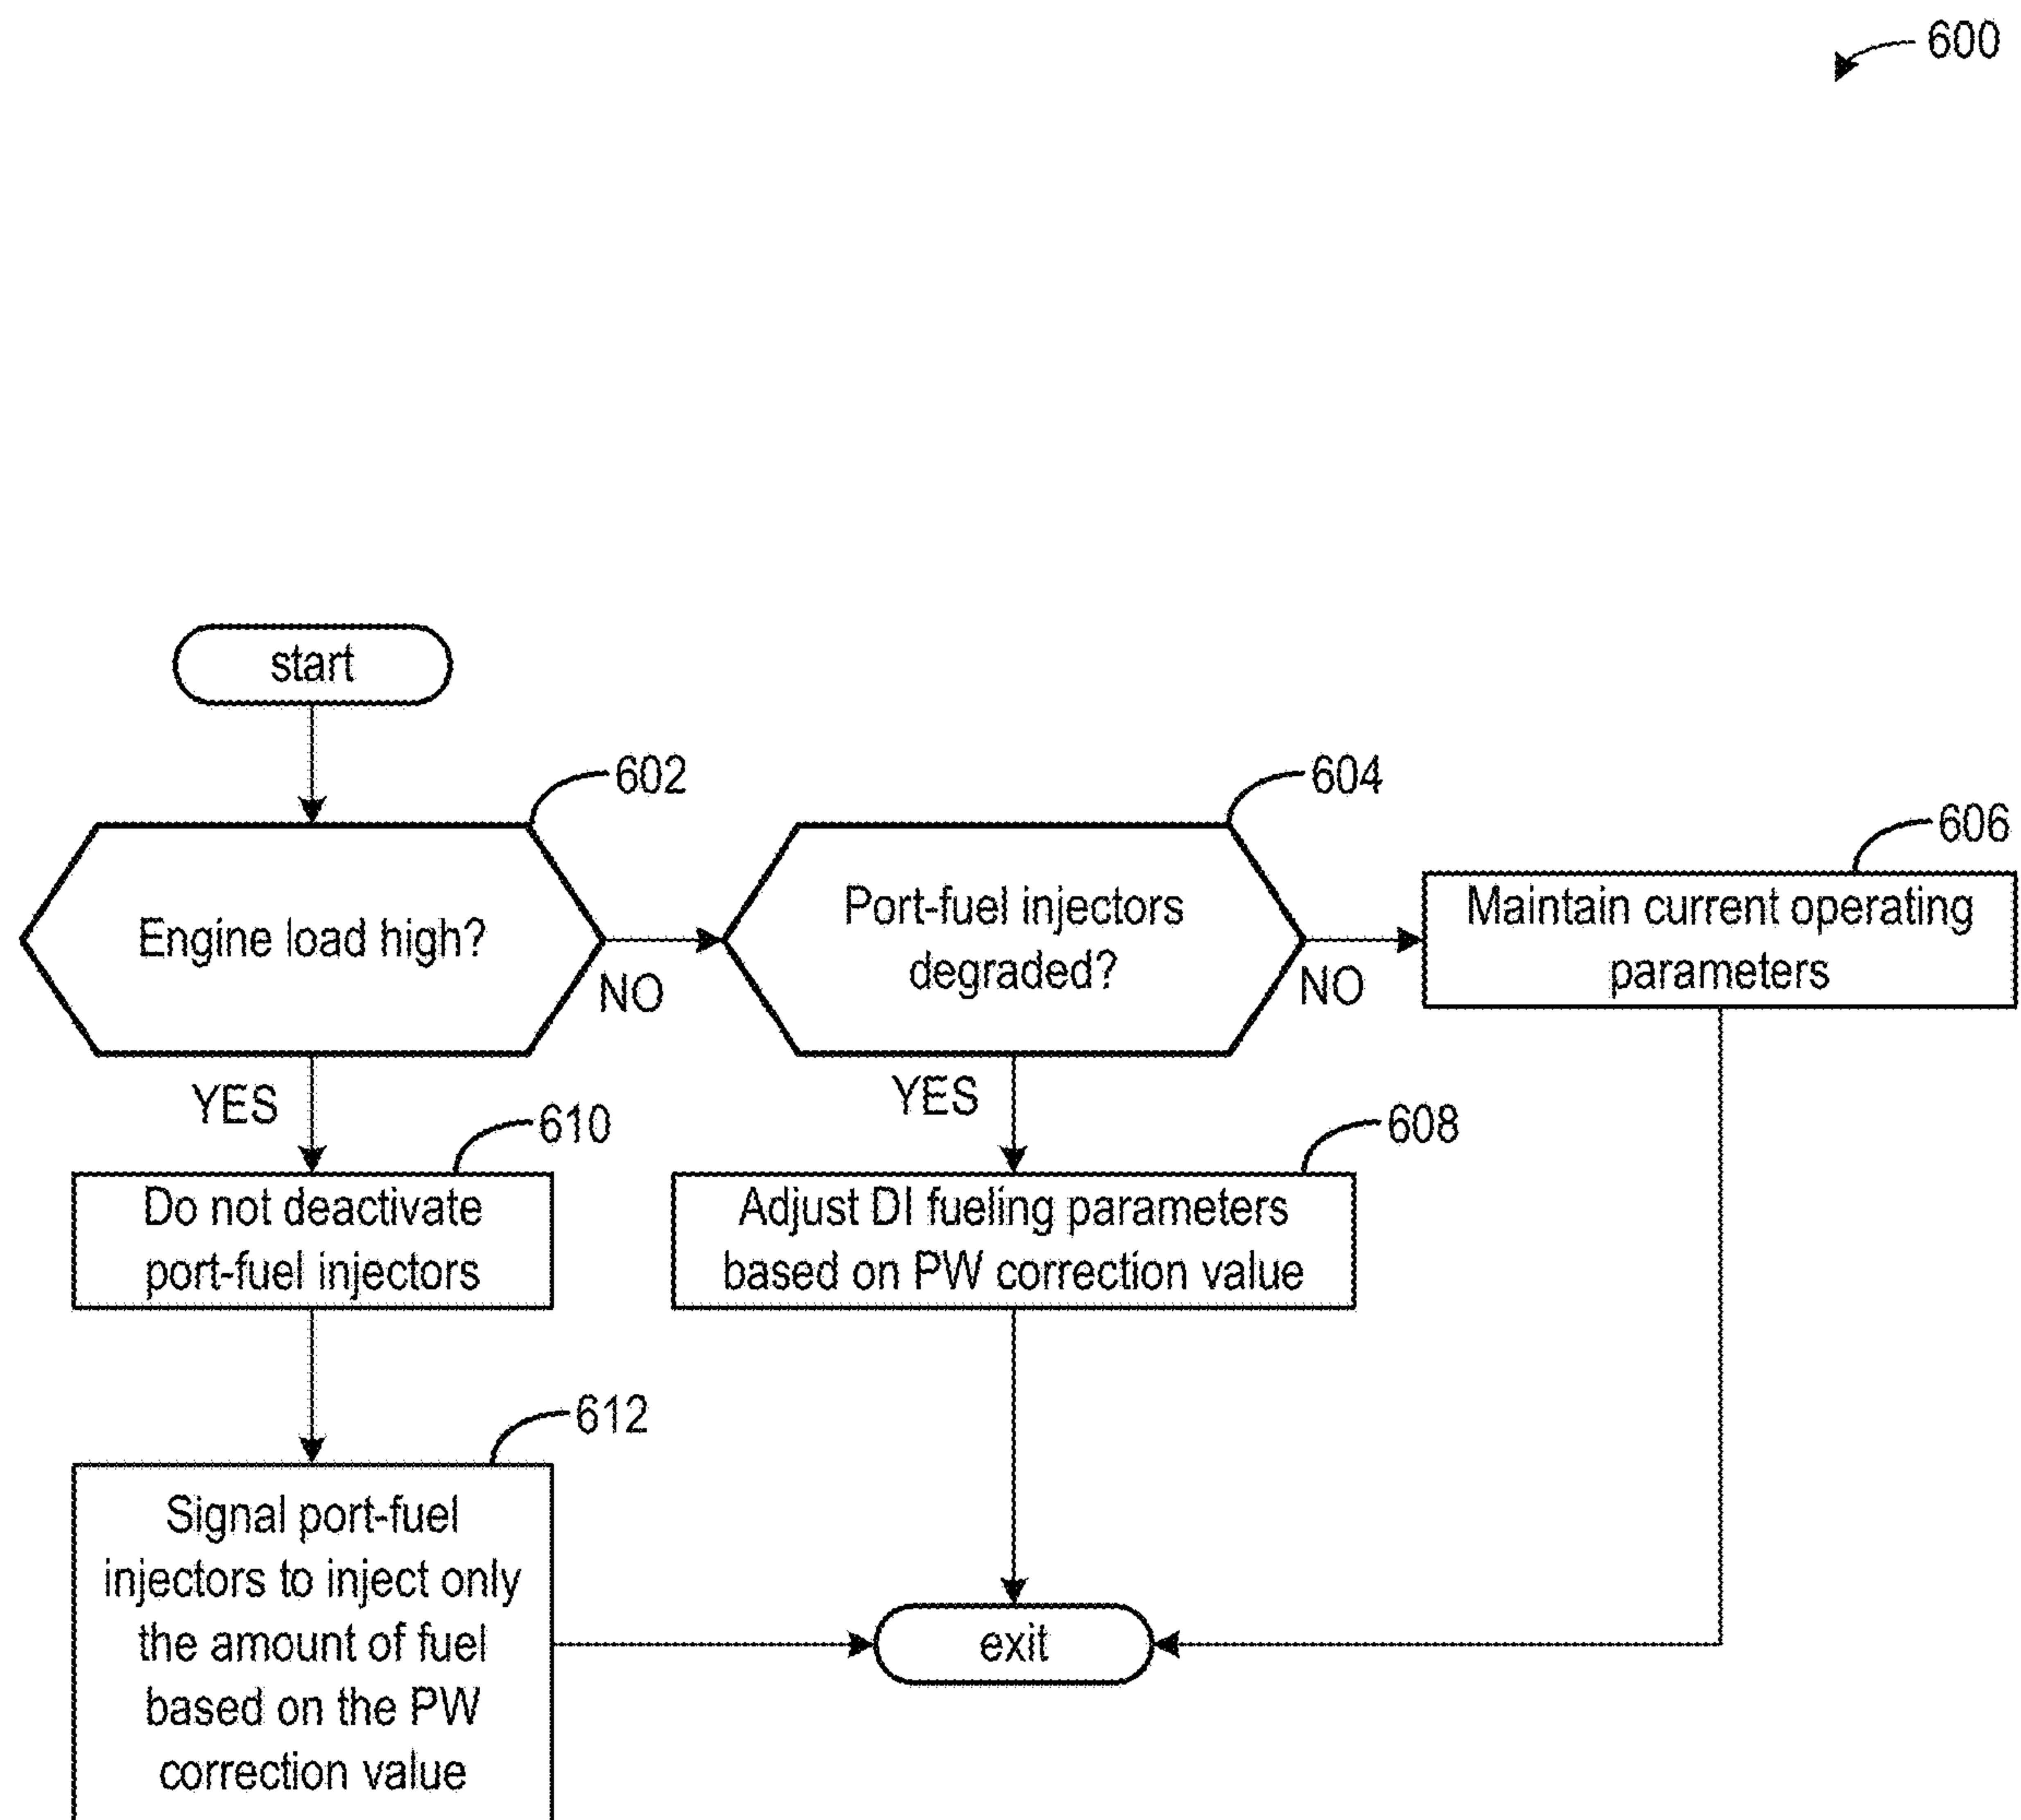 600
start
602
604
606
Engine load high?
Port-fuel injectors
degraded?
Maintain current operating
parameters
NO
NO
YES
YES
610
608
Do not deactivate
port-fuel injectors
Adjust DI fueling parameters
based on PW correction value
612
Signal port-fuel
injectors to inject only
the amount of fuel
based on the PW
correction value
exit